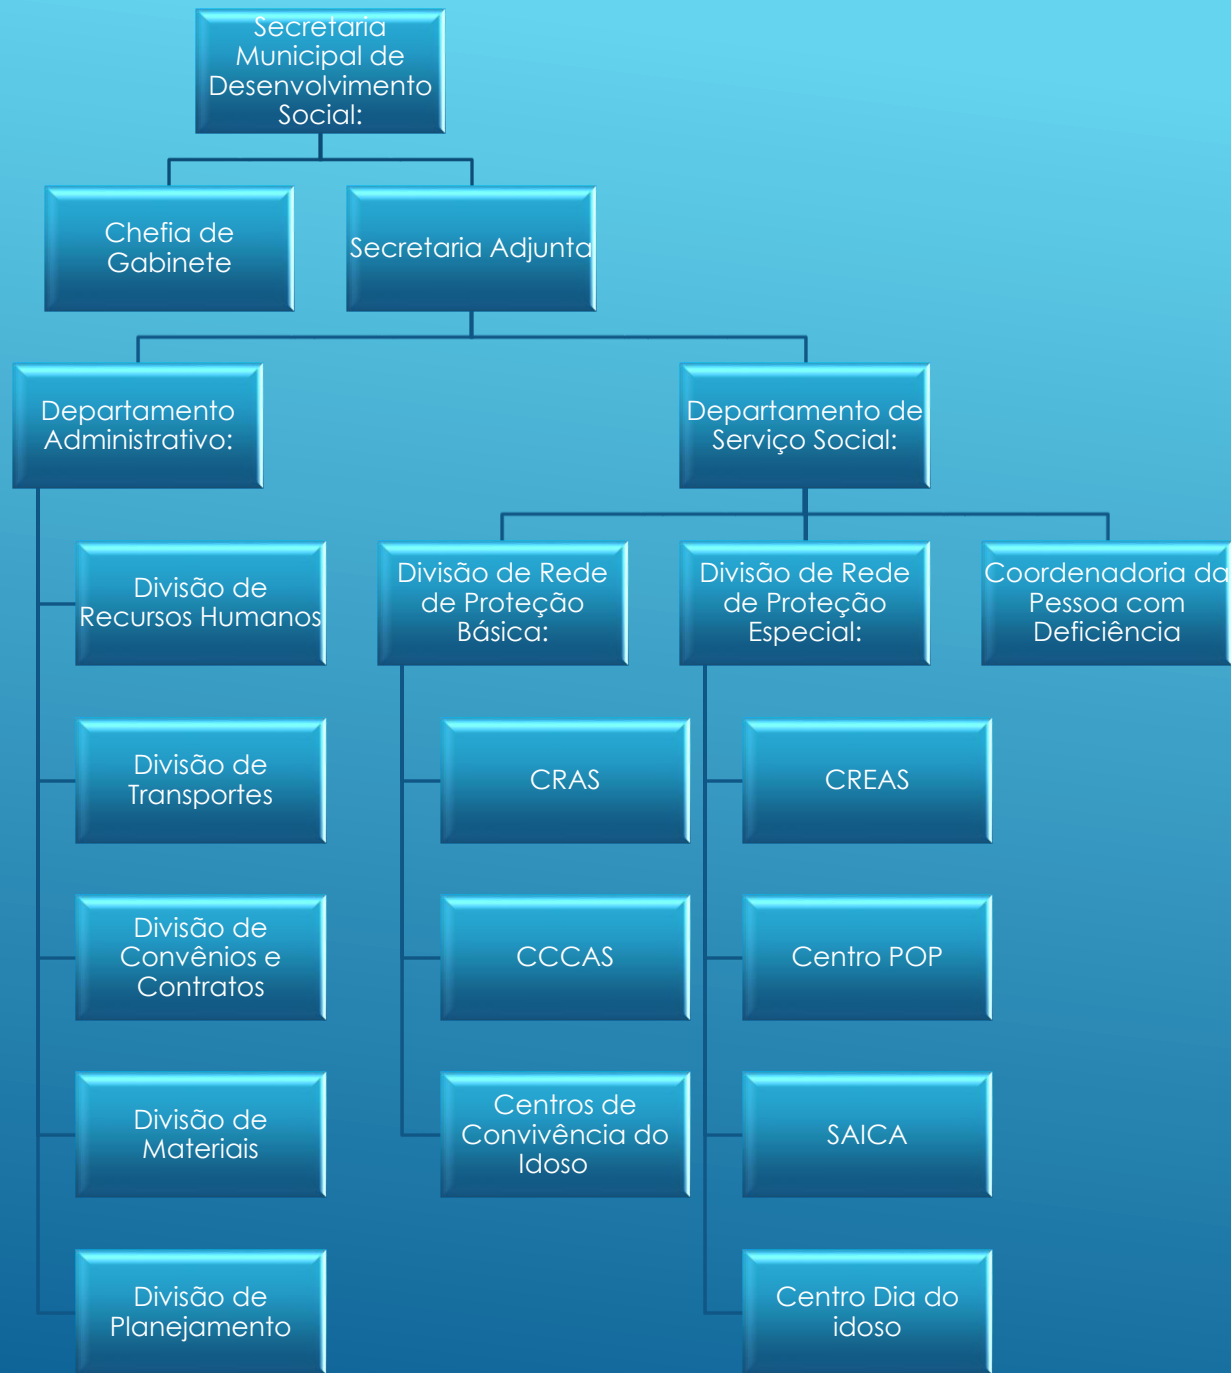 Secretaria
Municipal de
Desenvolvimento
Social:
Chefia de
Gabinete
Secretaria Adjunta
Departamento
Administrativo:
Departamento de
Serviço Social:
Divisão de
Recursos Humanos
Divisão de Rede
de Proteção
Básica:
Divisão de Rede
de Proteção
Especial:
Coordenadoria da
Pessoa com
Deficiência
Divisão de
Transportes
CRAS
CREAS
Divisão de
Convênios e
Contratos
CCCAS
Centro POP
Divisão de
Materiais
Centros de
Convivência do
Idoso
SAICA
Divisão de
Planejamento
Centro Dia do
idoso